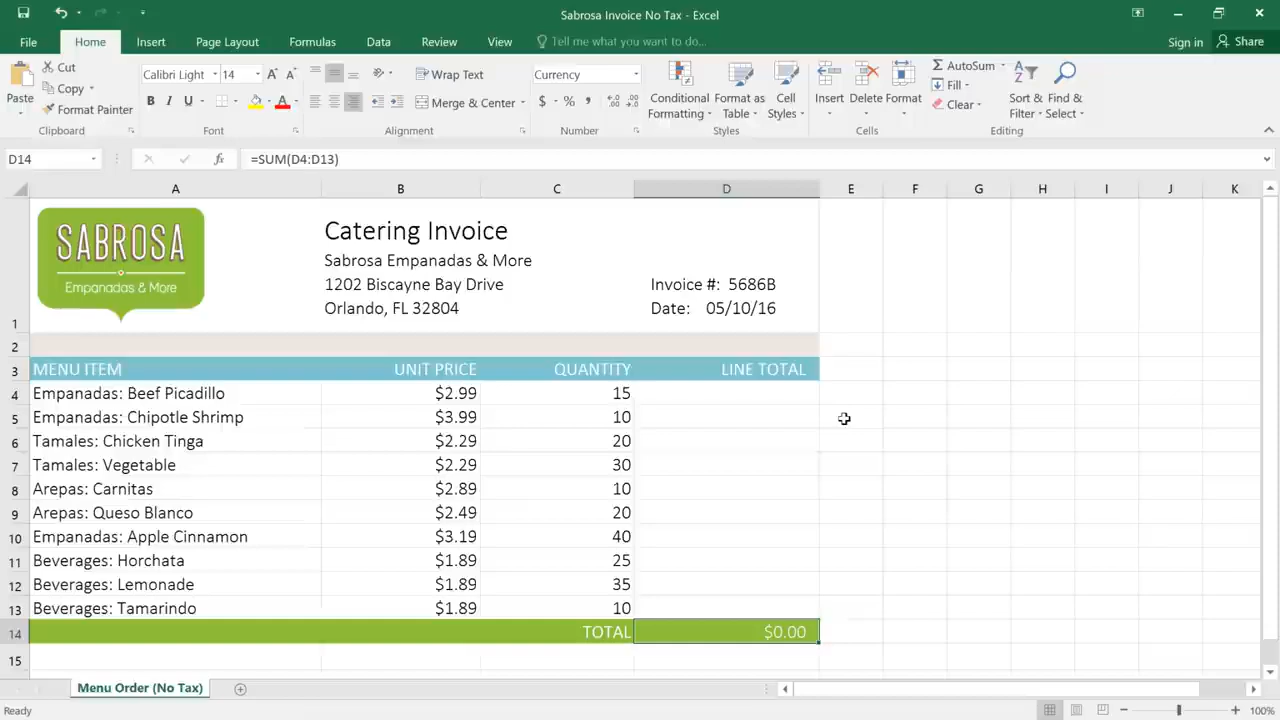 Sabrosa Invoice No Tax - Excel
File Home Insert Page Layout Formulas Data Review View Tell me what you want to do... Sign in Share
Paste Cut Copy Format Painter Clipboard
Calibri Light 14 A A B I U A Font
Wrap Text Merge & Center Alignment
Currency $ % , Number
Conditional Formatting Format as Table Cell Styles Styles
Insert Delete Format Cells
AutoSum Fill Clear Sort & Filter Find & Select Editing
D14 fx =SUM(D4:D13)
A B C D E F G H I J K
SABROSA
Empanadas & More
Catering Invoice
Sabrosa Empanadas & More
1202 Biscayne Bay Drive Invoice #: 5686B
1 Orlando, FL 32804 Date: 05/10/16
2
3 MENU ITEM UNIT PRICE QUANTITY LINE TOTAL
4 Empanadas: Beef Picadillo $2.99 15
5 Empanadas: Chipotle Shrimp $3.99 10
6 Tamales: Chicken Tinga $2.29 20
7 Tamales: Vegetable $2.29 30
8 Arepas: Carnitas $2.89 10
9 Arepas: Queso Blanco $2.49 20
10 Empanadas: Apple Cinnamon $3.19 40
11 Beverages: Horchata $1.89 25
12 Beverages: Lemonade $1.89 35
13 Beverages: Tamarindo $1.89 10
14 TOTAL $0.00
15
Menu Order (No Tax)
Ready 100%